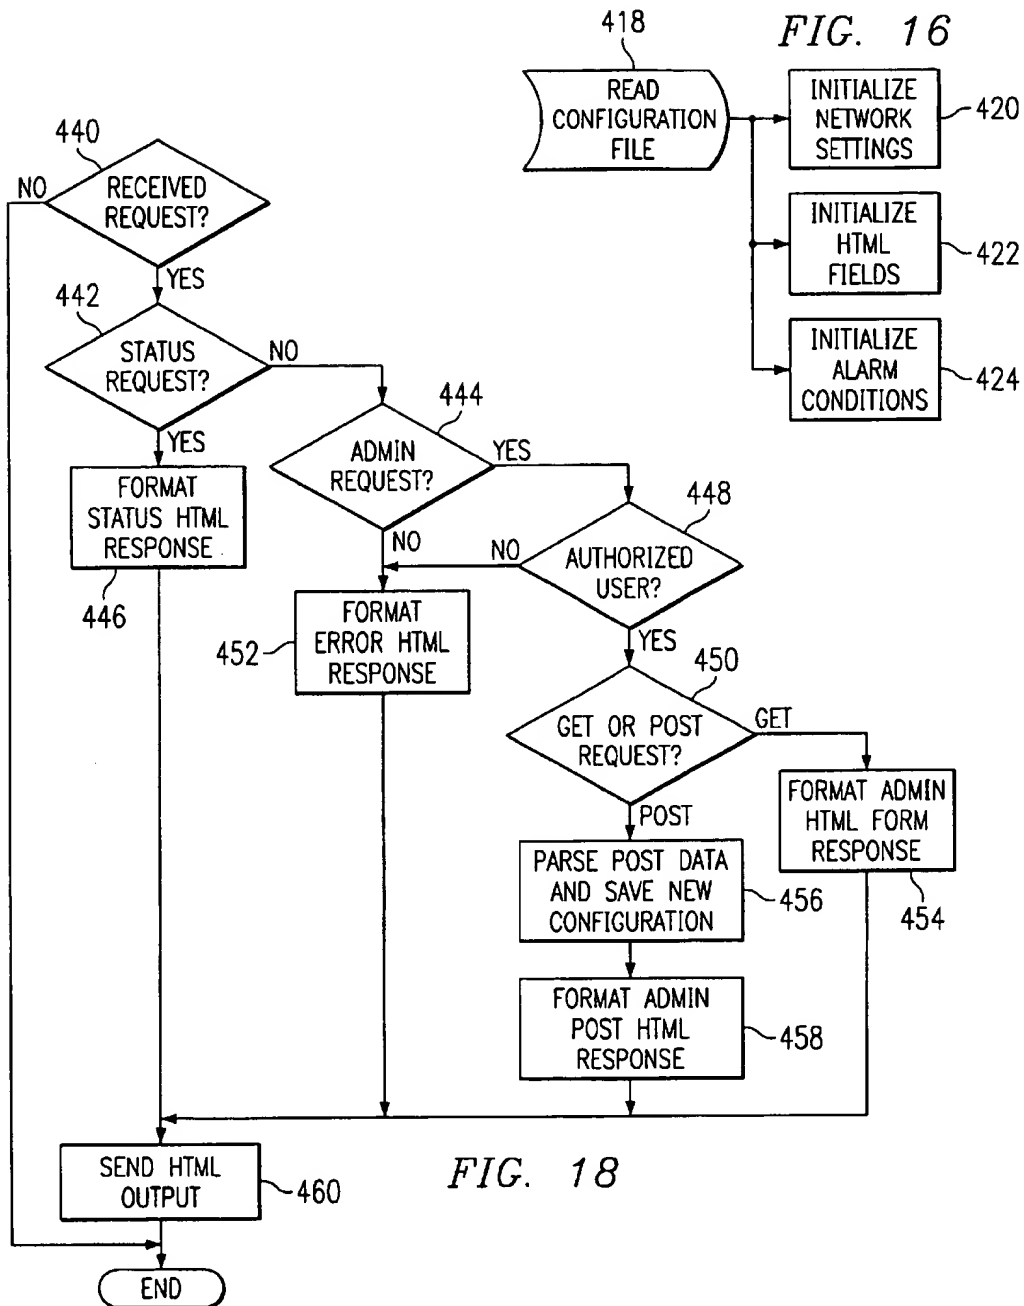 FIG. 16
418
READ
CONFIGURATION
FILE
INITIALIZE
NETWORK
SETTINGS
420
INITIALIZE
HTML
FIELDS
422
INITIALIZE
ALARM
CONDITIONS
424
440
NO
RECEIVED
REQUEST?
YES
442
STATUS
REQUEST?
NO
YES
444
ADMIN
REQUEST?
YES
NO
FORMAT
STATUS HTML
RESPONSE
446
448
AUTHORIZED
USER?
NO
YES
FORMAT
ERROR HTML
RESPONSE
452
450
GET OR POST
REQUEST?
GET
POST
FORMAT ADMIN
HTML FORM
RESPONSE
454
PARSE POST DATA
AND SAVE NEW
CONFIGURATION
456
FORMAT ADMIN
POST HTML
RESPONSE
458
SEND HTML
OUTPUT
460
FIG. 18
END